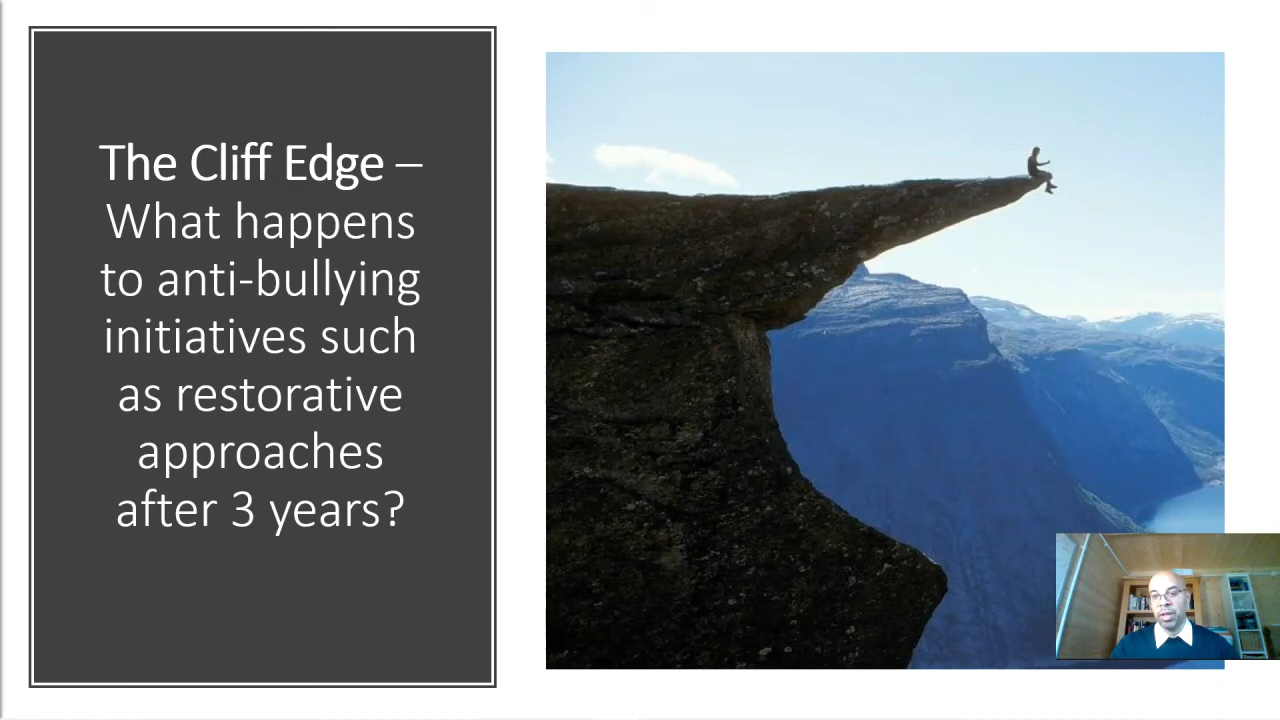 The Cliff Edge –
What happens
to anti-bullying
initiatives such
as restorative
approaches
after 3 years?